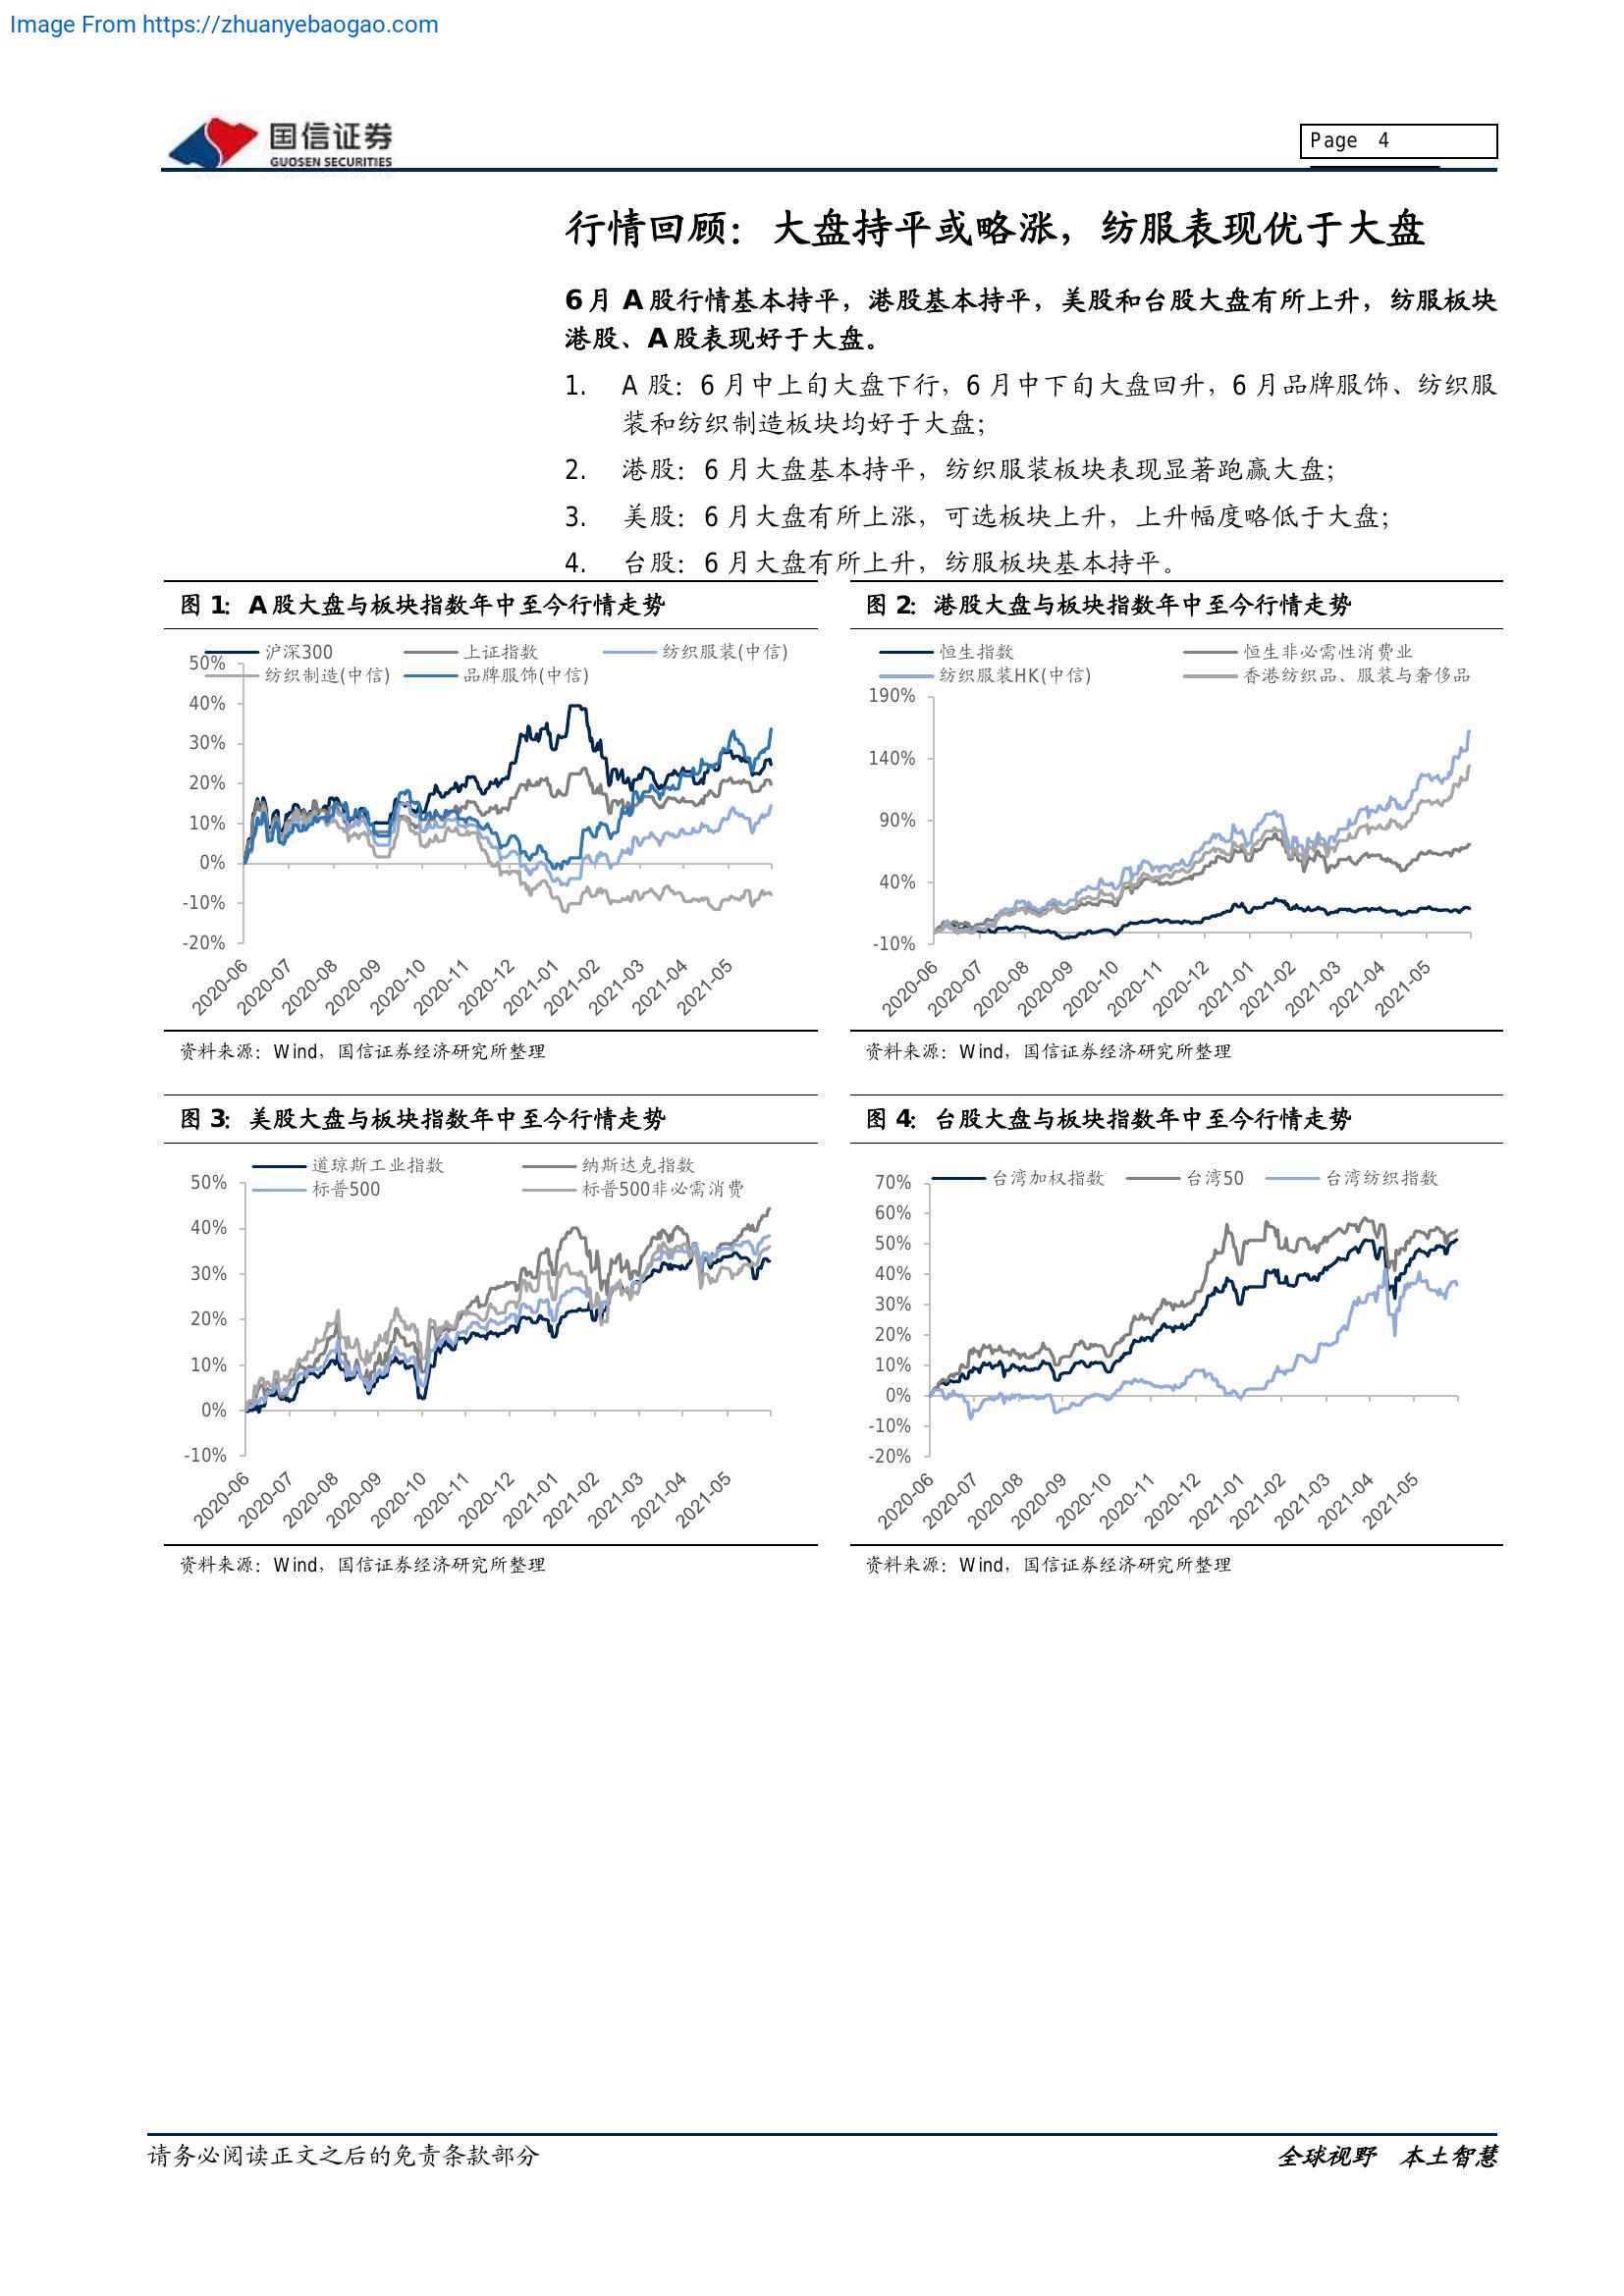 Image From https://zhuanyebaogao.com
国信证券
GUOSEN SECURITIES
Page 4
行情回顾：大盘持平或略涨，纺服表现优于大盘
6月 A股行情基本持平，港股基本持平，美股和台股大盘有所上升，纺服板块
港股、A股表现好于大盘。
1. A 股：6 月中上旬大盘下行，6 月中下旬大盘回升，6 月品牌服饰、纺织服
装和纺织制造板块均好于大盘；
2. 港股：6 月大盘基本持平，纺织服装板块表现显著跑赢大盘；
3. 美股：6 月大盘有所上涨，可选板块上升，上升幅度略低于大盘；
4. 台股：6 月大盘有所上升，纺服板块基本持平。
图 1：A股大盘与板块指数年中至今行情走势
沪深300 上证指数 纺织服装(中信)
纺织制造(中信) 品牌服饰(中信)
50%
40%
30%
20%
10%
0%
-10%
-20%
2020-06 2020-07 2020-08 2020-09 2020-10 2020-11 2020-12 2021-01 2021-02 2021-03 2021-04 2021-05
资料来源：Wind，国信证券经济研究所整理
图 2：港股大盘与板块指数年中至今行情走势
恒生指数 恒生非必需性消费业
纺织服装HK(中信) 香港纺织品、服装与奢侈品
190%
140%
90%
40%
-10%
2020-06 2020-07 2020-08 2020-09 2020-10 2020-11 2020-12 2021-01 2021-02 2021-03 2021-04 2021-05
资料来源：Wind，国信证券经济研究所整理
图 3：美股大盘与板块指数年中至今行情走势
道琼斯工业指数 纳斯达克指数
标普500 标普500非必需消费
50%
40%
30%
20%
10%
0%
-10%
2020-06 2020-07 2020-08 2020-09 2020-10 2020-11 2020-12 2021-01 2021-02 2021-03 2021-04 2021-05
资料来源：Wind，国信证券经济研究所整理
图 4：台股大盘与板块指数年中至今行情走势
台湾加权指数 台湾50 台湾纺织指数
70%
60%
50%
40%
30%
20%
10%
0%
-10%
-20%
2020-06 2020-07 2020-08 2020-09 2020-10 2020-11 2020-12 2021-01 2021-02 2021-03 2021-04 2021-05
资料来源：Wind，国信证券经济研究所整理
请务必阅读正文之后的免责条款部分
全球视野 本土智慧